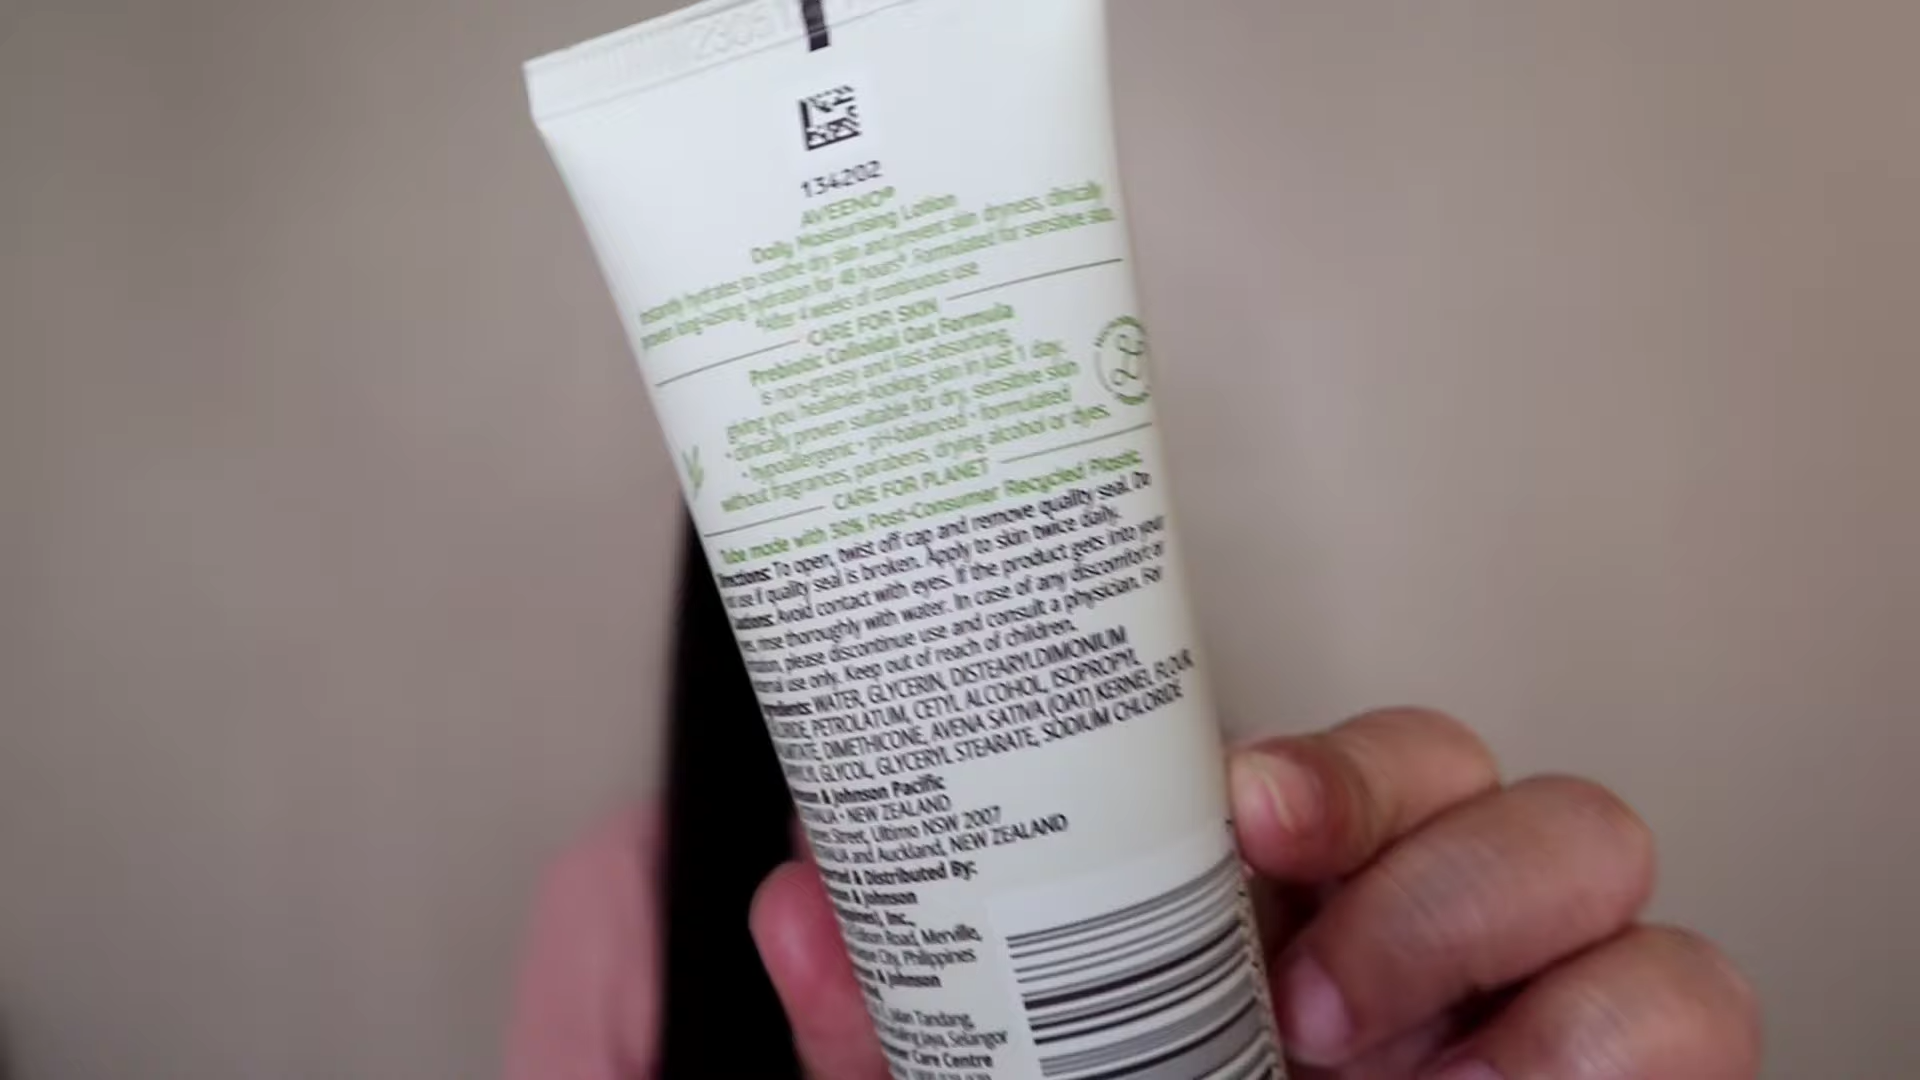 134202
AVEENO®
Daily Moisturising Lotion
Instantly hydrates to soothe dry skin and prevent skin dryness, clinically
proven long-lasting hydration for 48 hours*. Formulated for sensitive skin.
*After 4 weeks of continuous use
CARE FOR SKIN
Prebiotic Colloidal Oat Formula
is non-greasy and fast-absorbing
giving you healthier-looking skin in just 1 day.
• clinically proven suitable for dry, sensitive skin
• hypoallergenic • pH-balanced • formulated
without fragrances, parabens, drying alcohol or dyes.
CARE FOR PLANET
Tube made with 30% Post-Consumer Recycled Plastic.
To open, twist off cap and remove quality seal. Do
use if quality seal is broken. Apply to skin twice daily.
Avoid contact with eyes. If the product gets into your
rinse thoroughly with water. In case of any discomfort or
please discontinue use and consult a physician. For
use only. Keep out of reach of children.
WATER, GLYCERIN, DISTEARYLDIMONIUM
PETROLATUM, CETYL ALCOHOL, ISOPROPYL
DIMETHICONE, AVENA SATIVA (OAT) KERNEL FLOUR,
GLYCOL, GLYCERYL STEARATE, SODIUM CHLORIDE
& Johnson Pacific
• NEW ZEALAND
Street, Ultimo NSW 2007
and Auckland, NEW ZEALAND
& Distributed By:
& Johnson
Inc.,
Road, Merville,
City, Philippines
& Johnson
Jalan Tandang,
Jaya, Selangor
Care Centre